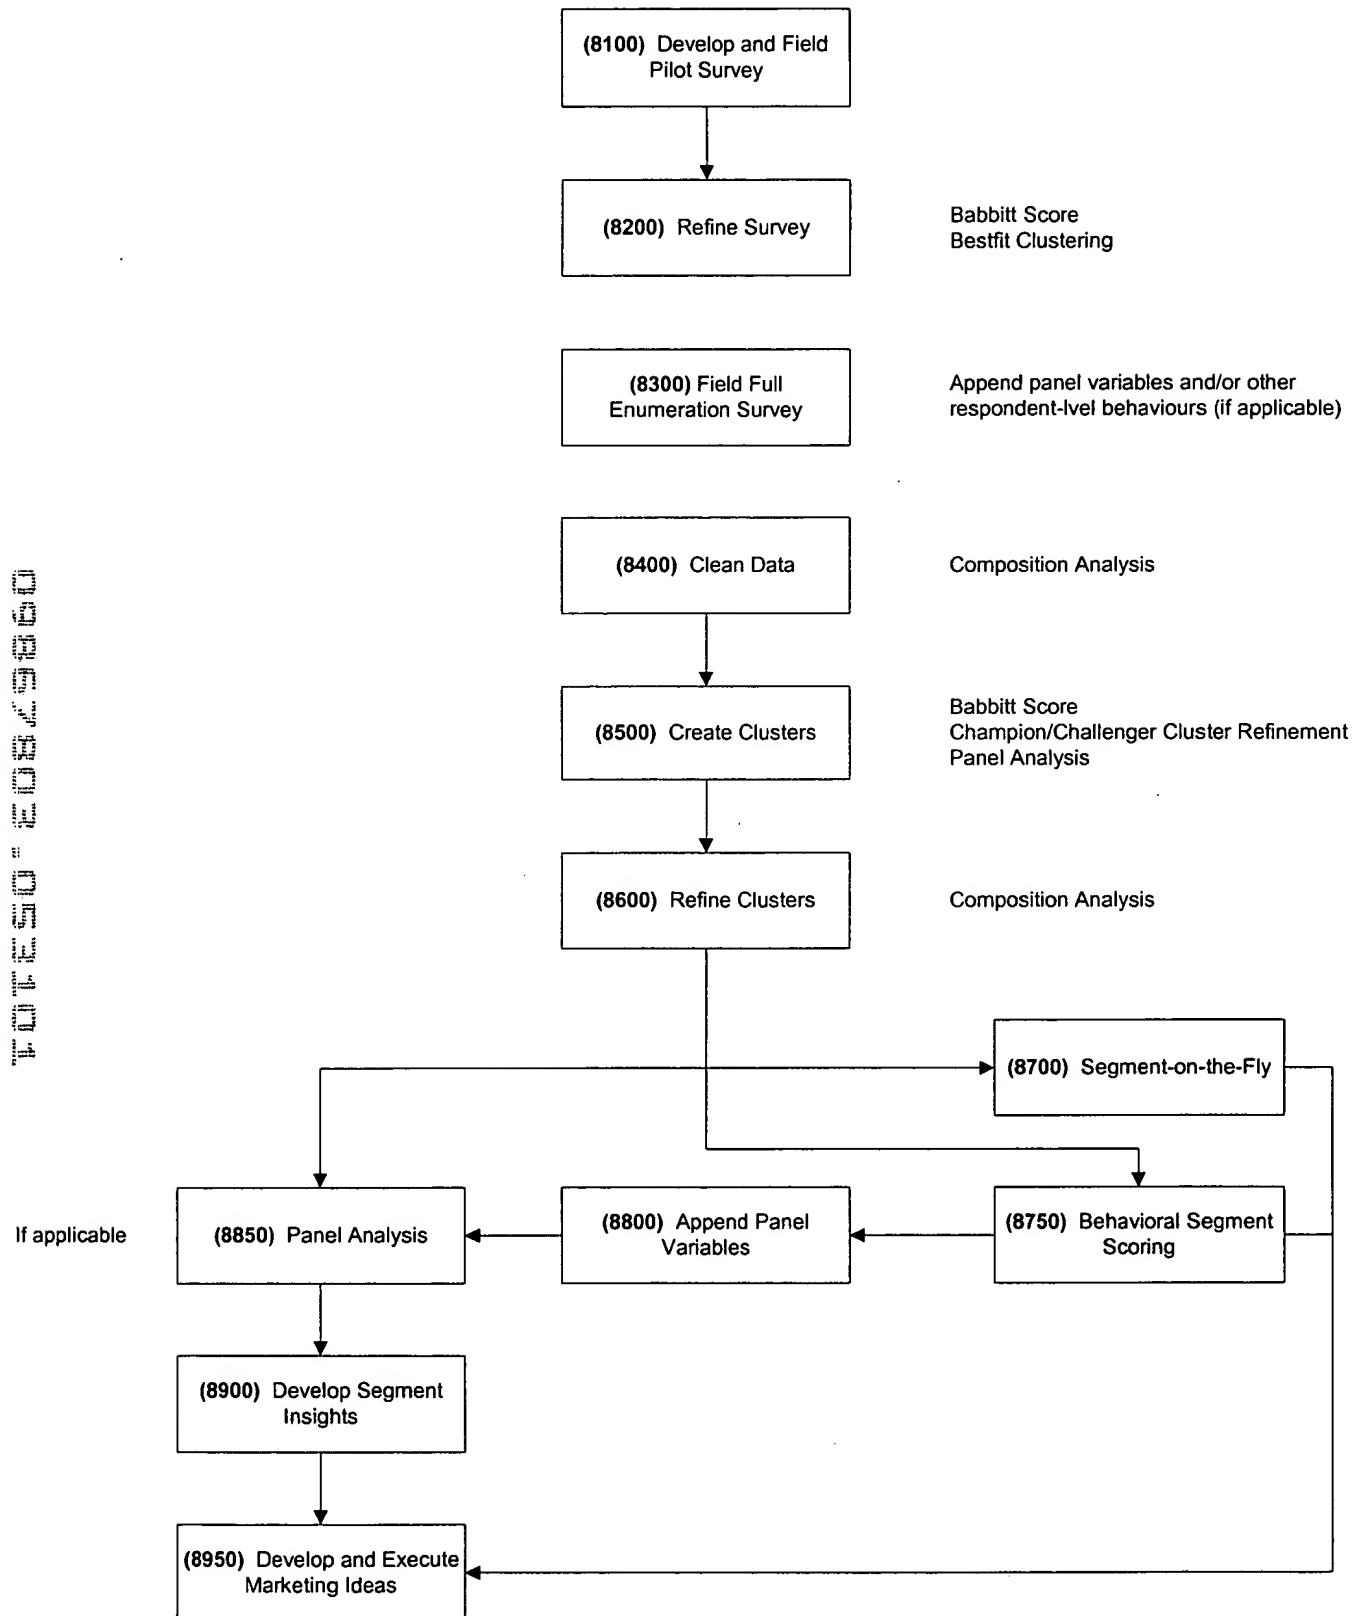 (8100) Develop and Field
Pilot Survey
(8200) Refine Survey
Babbitt Score
Bestfit Clustering
(8300) Field Full
Enumeration Survey
Append panel variables and/or other
respondent-lvel behaviours (if applicable)
(8400) Clean Data
Composition Analysis
09867803 - 053101
(8500) Create Clusters
Babbitt Score
Champion/Challenger Cluster Refinement
Panel Analysis
(8600) Refine Clusters
Composition Analysis
(8700) Segment-on-the-Fly
If applicable
(8850) Panel Analysis
(8800) Append Panel
Variables
(8750) Behavioral Segment
Scoring
(8900) Develop Segment
Insights
(8950) Develop and Execute
Marketing Ideas